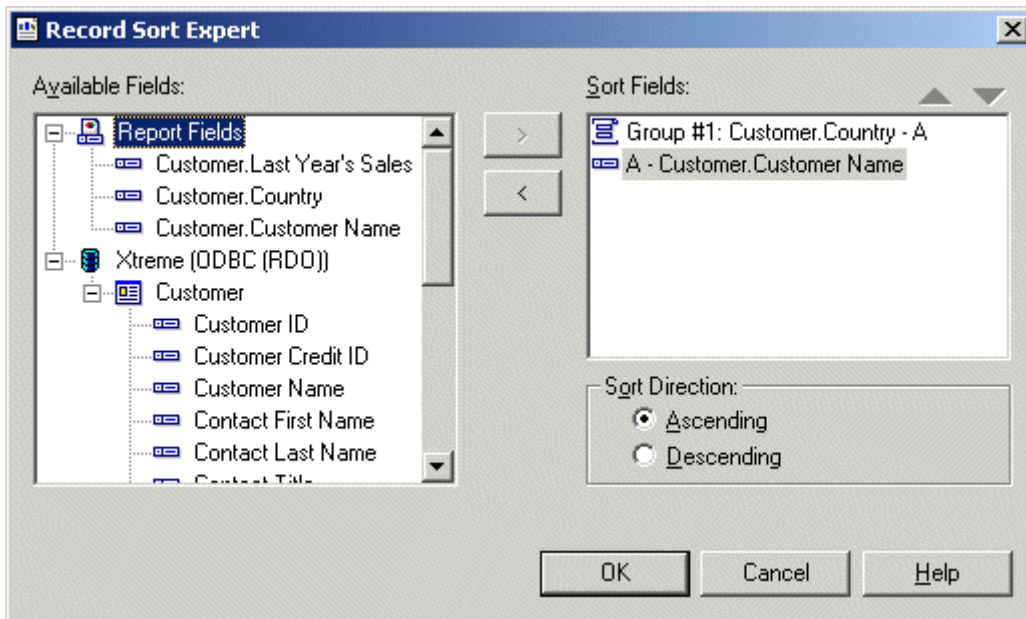 Record Sort Expert
Available Fields:
Report Fields
Customer.Last Year's Sales
Customer.Country
Customer.Customer Name
Xtreme (ODBC (RDO))
Customer
Customer ID
Customer Credit ID
Customer Name
Contact First Name
Contact Last Name
Contact Title
>
<
Sort Fields:
Group #1: Customer.Country - A
A - Customer.Customer Name
Sort Direction:
Ascending
Descending
OK
Cancel
Help